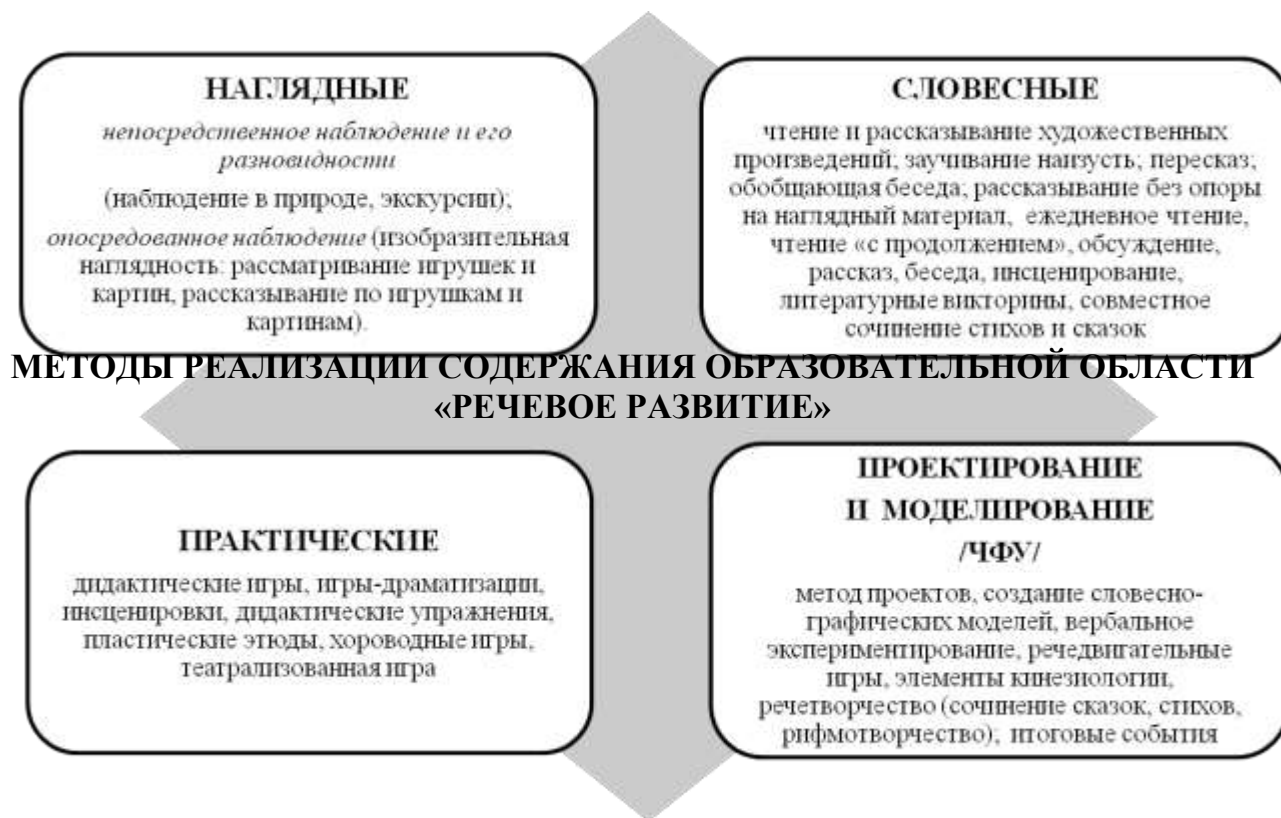 НАГЛЯДНЫЕ
непосредственное наблюдение и его
разновидности
(наблюдение в природе, экскурсии);
опосредованное наблюдение (изобразительная
наглядность: рассматривание игрушек и
картин, рассказывание по игрушкам и
картинам).
СЛОВЕСНЫЕ
чтение и рассказывание художественных
произведений; заучивание наизусть; пересказ;
обобщающая беседа; рассказывание без опоры
на наглядный материал, ежедневное чтение,
чтение «с продолжением», обсуждение,
рассказ, беседа, инсценирование,
литературные викторины, совместное
сочинение стихов и сказок
МЕТОДЫ РЕАЛИЗАЦИИ СОДЕРЖАНИЯ ОБРАЗОВАТЕЛЬНОЙ ОБЛАСТИ
«РЕЧЕВОЕ РАЗВИТИЕ»
ПРАКТИЧЕСКИЕ
дидактические игры, игры-драматизации,
инсценировки, дидактические упражнения,
пластические этюды, хороводные игры,
театрализованная игра
ПРОЕКТИРОВАНИЕ
И МОДЕЛИРОВАНИЕ
/ЧФУ/
метод проектов, создание словесно-
графических моделей, вербальное
экспериментирование, речедвигательные
игры, элементы кинезиологии,
речетворчество (сочинение сказок, стихов,
рифмотворчество); итоговые события